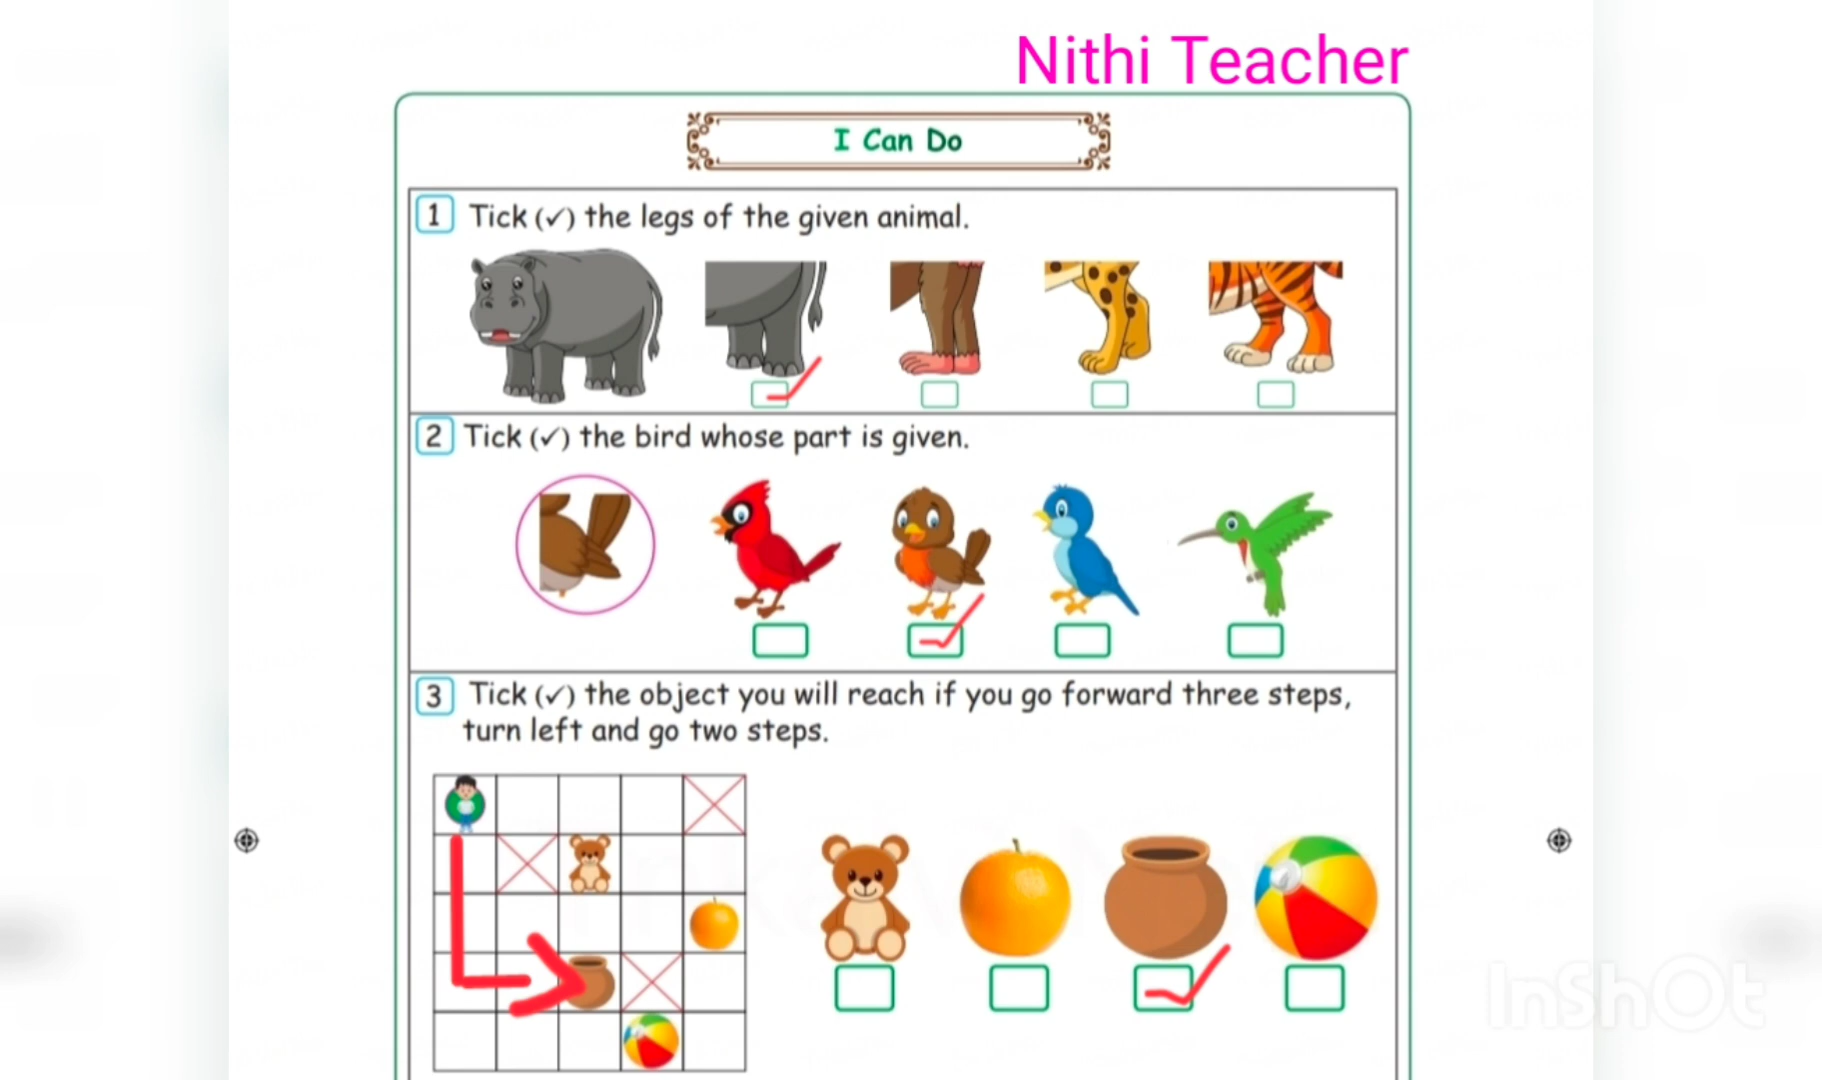 Nithi Teacher
I Can Do
1 Tick (✓) the legs of the given animal.
2 Tick (✓) the bird whose part is given.
3 Tick (✓) the object you will reach if you go forward three steps,
turn left and go two steps.
InShOt